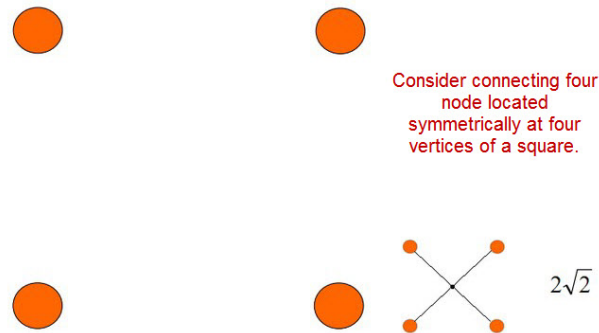 Consider connecting four
node located
symmetrically at four
vertices of a square.
2√2